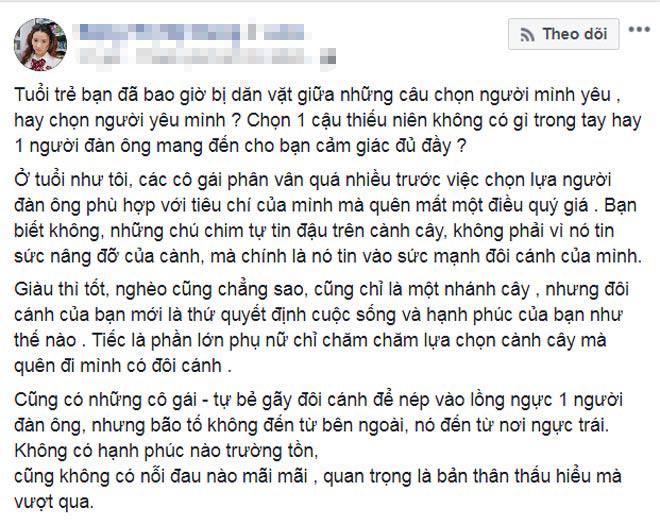 Theo dõi
Tuổi trẻ bạn đã bao giờ bị dăn vặt giữa những câu chọn người mình yêu ,
hay chọn người yêu mình ? Chọn 1 cậu thiếu niên không có gì trong tay hay
1 người đàn ông mang đến cho bạn cảm giác đủ đầy ?
Ở tuổi như tôi, các cô gái phân vân quá nhiều trước việc chọn lựa người
đàn ông phù hợp với tiêu chí của mình mà quên mất một điều quý giá . Bạn
biết không, những chú chim tự tin đậu trên cành cây, không phải vì nó tin
sức nâng đỡ của cành, mà chính là nó tin vào sức mạnh đôi cánh của mình.
Giàu thì tốt, nghèo cũng chẳng sao, cũng chỉ là một nhánh cây , nhưng đôi
cánh của bạn mới là thứ quyết định cuộc sống và hạnh phúc của bạn như
thế nào . Tiếc là phần lớn phụ nữ chỉ chăm chăm lựa chọn cành cây mà
quên đi mình có đôi cánh .
Cũng có những cô gái - tự bẻ gãy đôi cánh để nép vào lồng ngực 1 người
đàn ông, nhưng bão tố không đến từ bên ngoài, nó đến từ nơi ngực trái.
Không có hạnh phúc nào trường tồn,
cũng không có nỗi đau nào mãi mãi , quan trọng là bản thân thấu hiểu mà
vượt qua.